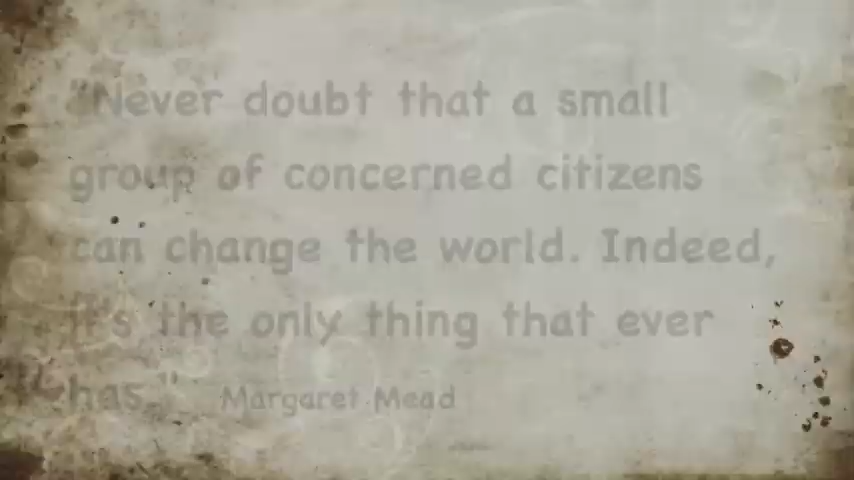 "Never doubt that a small
group of concerned citizens
can change the world. Indeed,
it's the only thing that ever
has." Margaret Mead